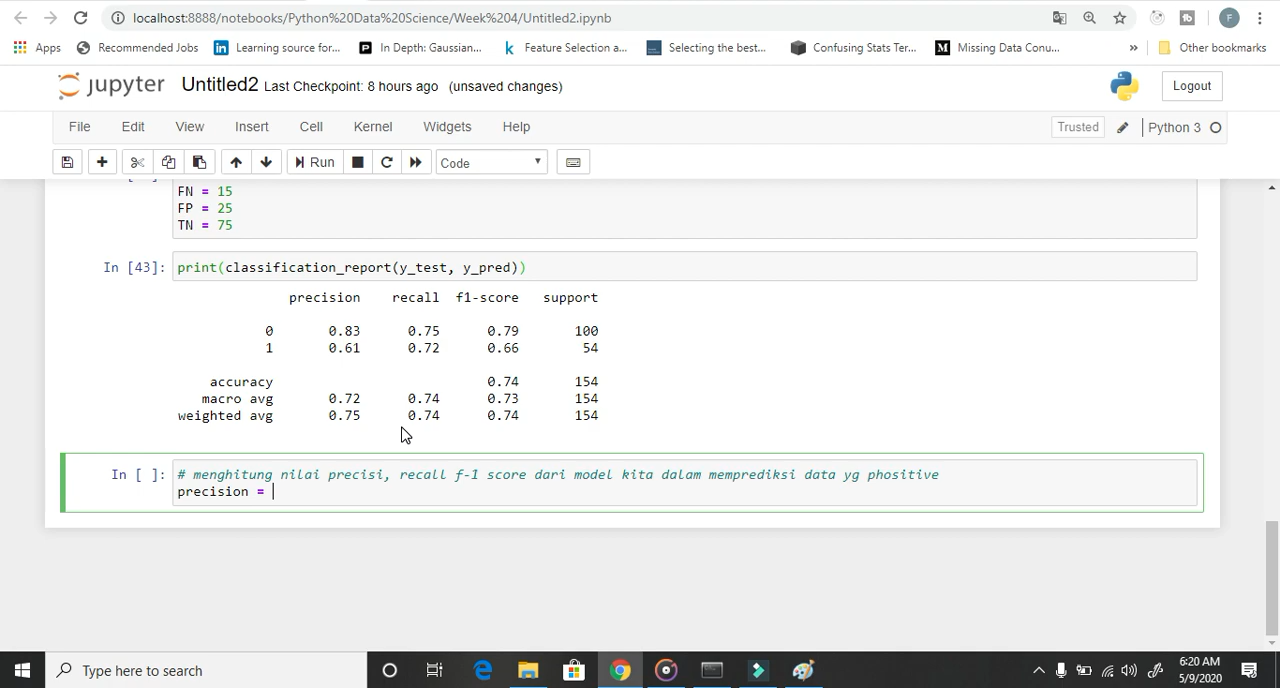 localhost:8888/notebooks/Python%20Data%20Science/Week%204/Untitled2.ipynb
Apps Recommended Jobs Learning source for... In Depth: Gaussian... Feature Selection a... Selecting the best... Confusing Stats Ter... Missing Data Conu... » Other bookmarks
jupyter Untitled2 Last Checkpoint: 8 hours ago (unsaved changes) Logout
File Edit View Insert Cell Kernel Widgets Help Trusted Python 3
Run Code
FN = 15
FP = 25
TN = 75
In [43]: print(classification_report(y_test, y_pred))
precision recall f1-score support
0 0.83 0.75 0.79 100
1 0.61 0.72 0.66 54
accuracy 0.74 154
macro avg 0.72 0.74 0.73 154
weighted avg 0.75 0.74 0.74 154
In [ ]: # menghitung nilai precisi, recall f-1 score dari model kita dalam memprediksi data yg phositive
precision =
Type here to search
6:20 AM
5/9/2020